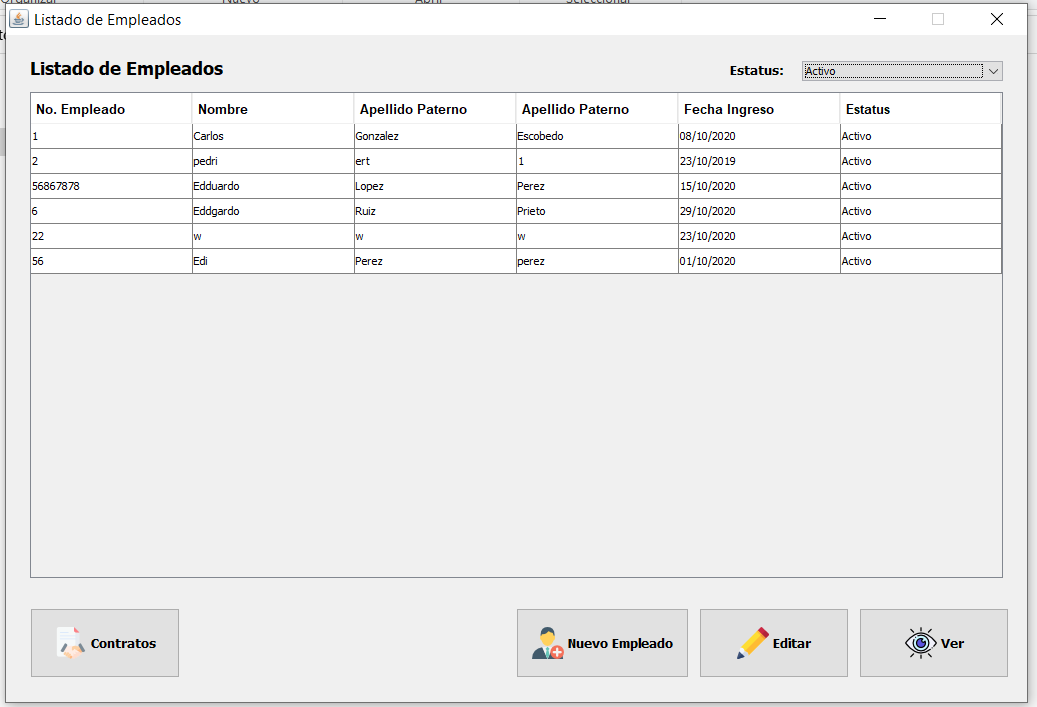 Listado de Empleados
Listado de Empleados
Estatus: Activo
No. Empleado Nombre Apellido Paterno Apellido Paterno Fecha Ingreso Estatus
1 Carlos Gonzalez Escobedo 08/10/2020 Activo
2 pedri ert 1 23/10/2019 Activo
56867878 Edduardo Lopez Perez 15/10/2020 Activo
6 Eddgardo Ruiz Prieto 29/10/2020 Activo
22 w w w 23/10/2020 Activo
56 Edi Perez perez 01/10/2020 Activo
Contratos Nuevo Empleado Editar Ver